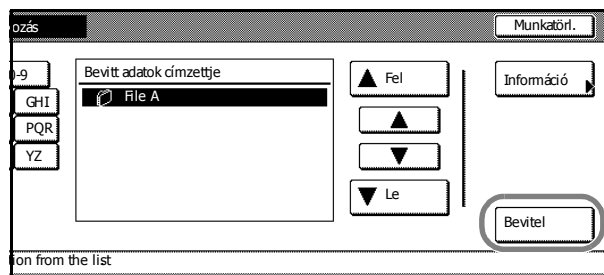 ozás
Munkatörl.
0-9
GHI
PQR
YZ
Bevitt adatok címzettje
File A
Fel
Le
Információ
Bevitel
ion from the list